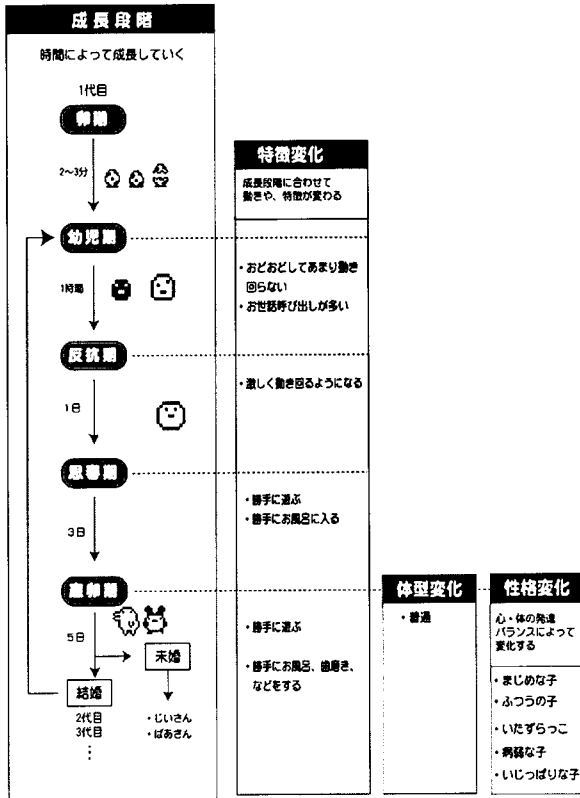 成長段階
時間によって成長していく
1代目
卵期
2〜3分
幼児期
1時間
反抗期
1日
思春期
3日
産卵期
5日
未婚
結婚
2代目
3代目
・じいさん
・ばあさん
特徴変化
成長段階に合わせて
動きや、特徴が変わる
・おどおどしてあまり動き
回らない
・お世話呼び出しが多い
・激しく動き回るようになる
・勝手に遊ぶ
・勝手にお風呂に入る
・勝手に遊ぶ
・勝手にお風呂、歯磨き、
などをする
体型変化
・普通
性格変化
心・体の発達
バランスによって
変化する
・まじめな子
・ふつうの子
・いたずらっこ
・病弱な子
・いじっぱりな子